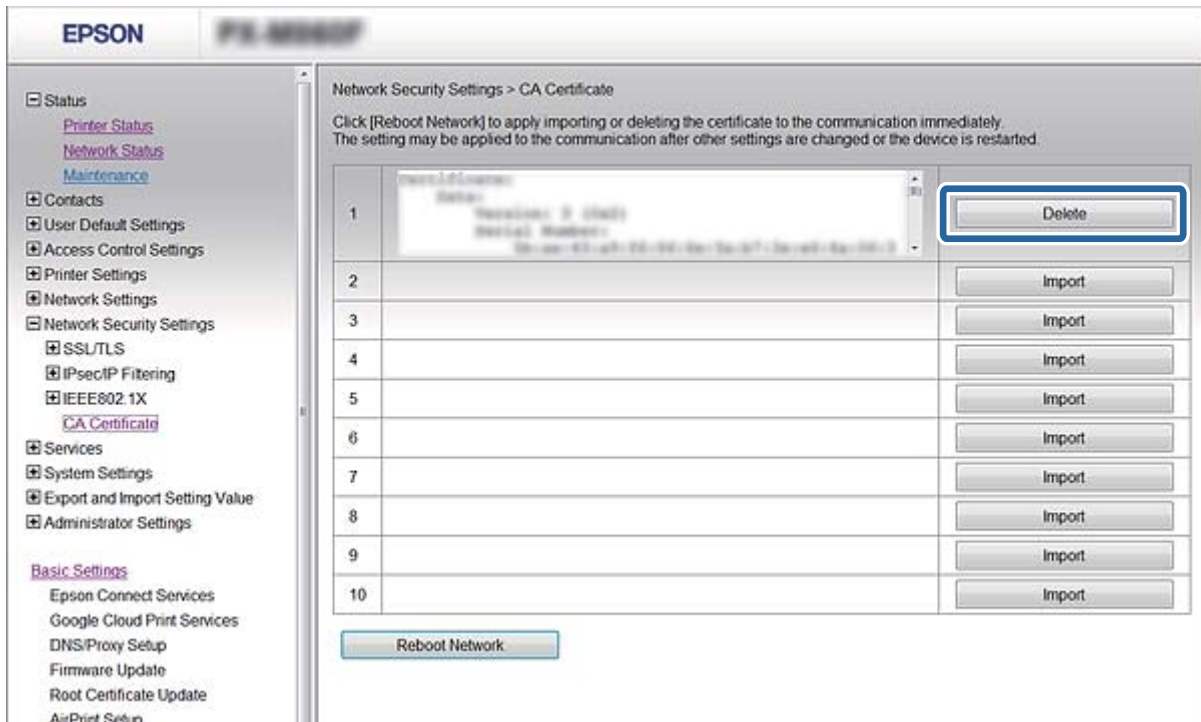 EPSON
Status
Printer Status
Network Status
Maintenance
Contacts
User Default Settings
Access Control Settings
Printer Settings
Network Settings
Network Security Settings
SSL/TLS
IPsec/IP Filtering
IEEE802.1X
CA Certificate
Services
System Settings
Export and Import Setting Value
Administrator Settings
Basic Settings
Epson Connect Services
Google Cloud Print Services
DNS/Proxy Setup
Firmware Update
Root Certificate Update
AirPrint Setup
Network Security Settings > CA Certificate
Click [Reboot Network] to apply importing or deleting the certificate to the communication immediately.
The setting may be applied to the communication after other settings are changed or the device is restarted.
1 Delete
2 Import
3 Import
4 Import
5 Import
6 Import
7 Import
8 Import
9 Import
10 Import
Reboot Network